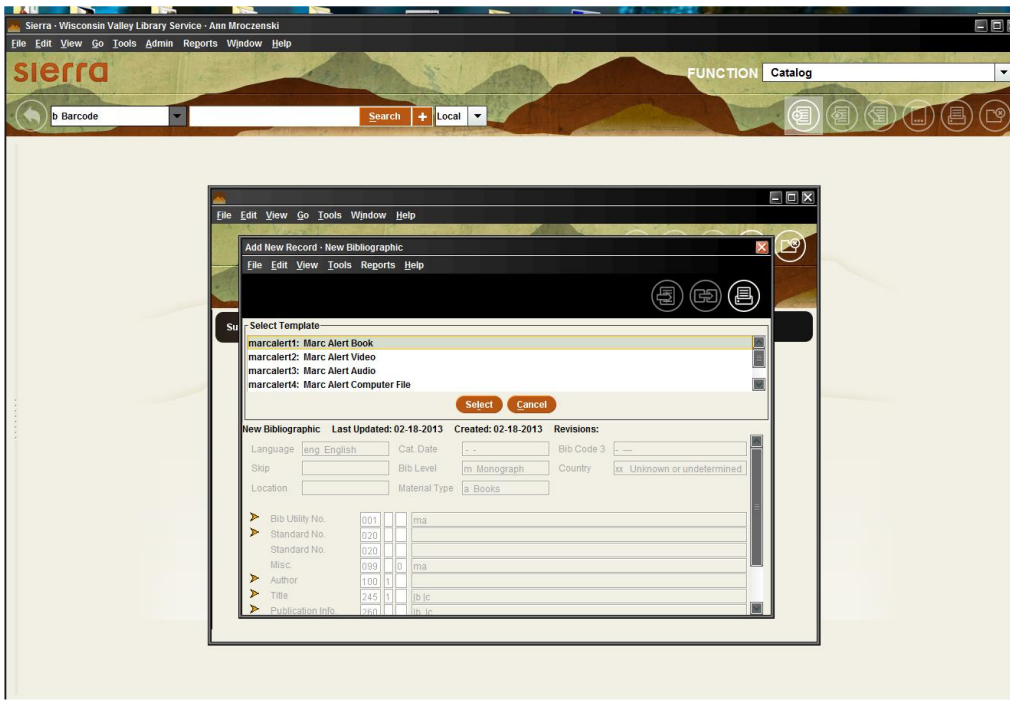 Sierra · Wisconsin Valley Library Service · Ann Mroczenski
File Edit View Go Tools Admin Reports Window Help
sierra
FUNCTION Catalog
b Barcode Search + Local
File Edit View Go Tools Window Help
Add New Record · New Bibliographic
File Edit View Tools Reports Help
Su
Select Template
marcalert1: Marc Alert Book
marcalert2: Marc Alert Video
marcalert3: Marc Alert Audio
marcalert4: Marc Alert Computer File
Select Cancel
New Bibliographic Last Updated: 02-18-2013 Created: 02-18-2013 Revisions:
Language eng English Cat. Date - - Bib Code 3 - —
Skip Bib Level m Monograph Country xx Unknown or undetermined
Location Material Type a Books
Bib Utility No. 001 ma
Standard No. 020
Standard No. 020
Misc. 099 0 ma
Author 100 1
Title 245 1 |b |c
Publication Info. 260 |b |c